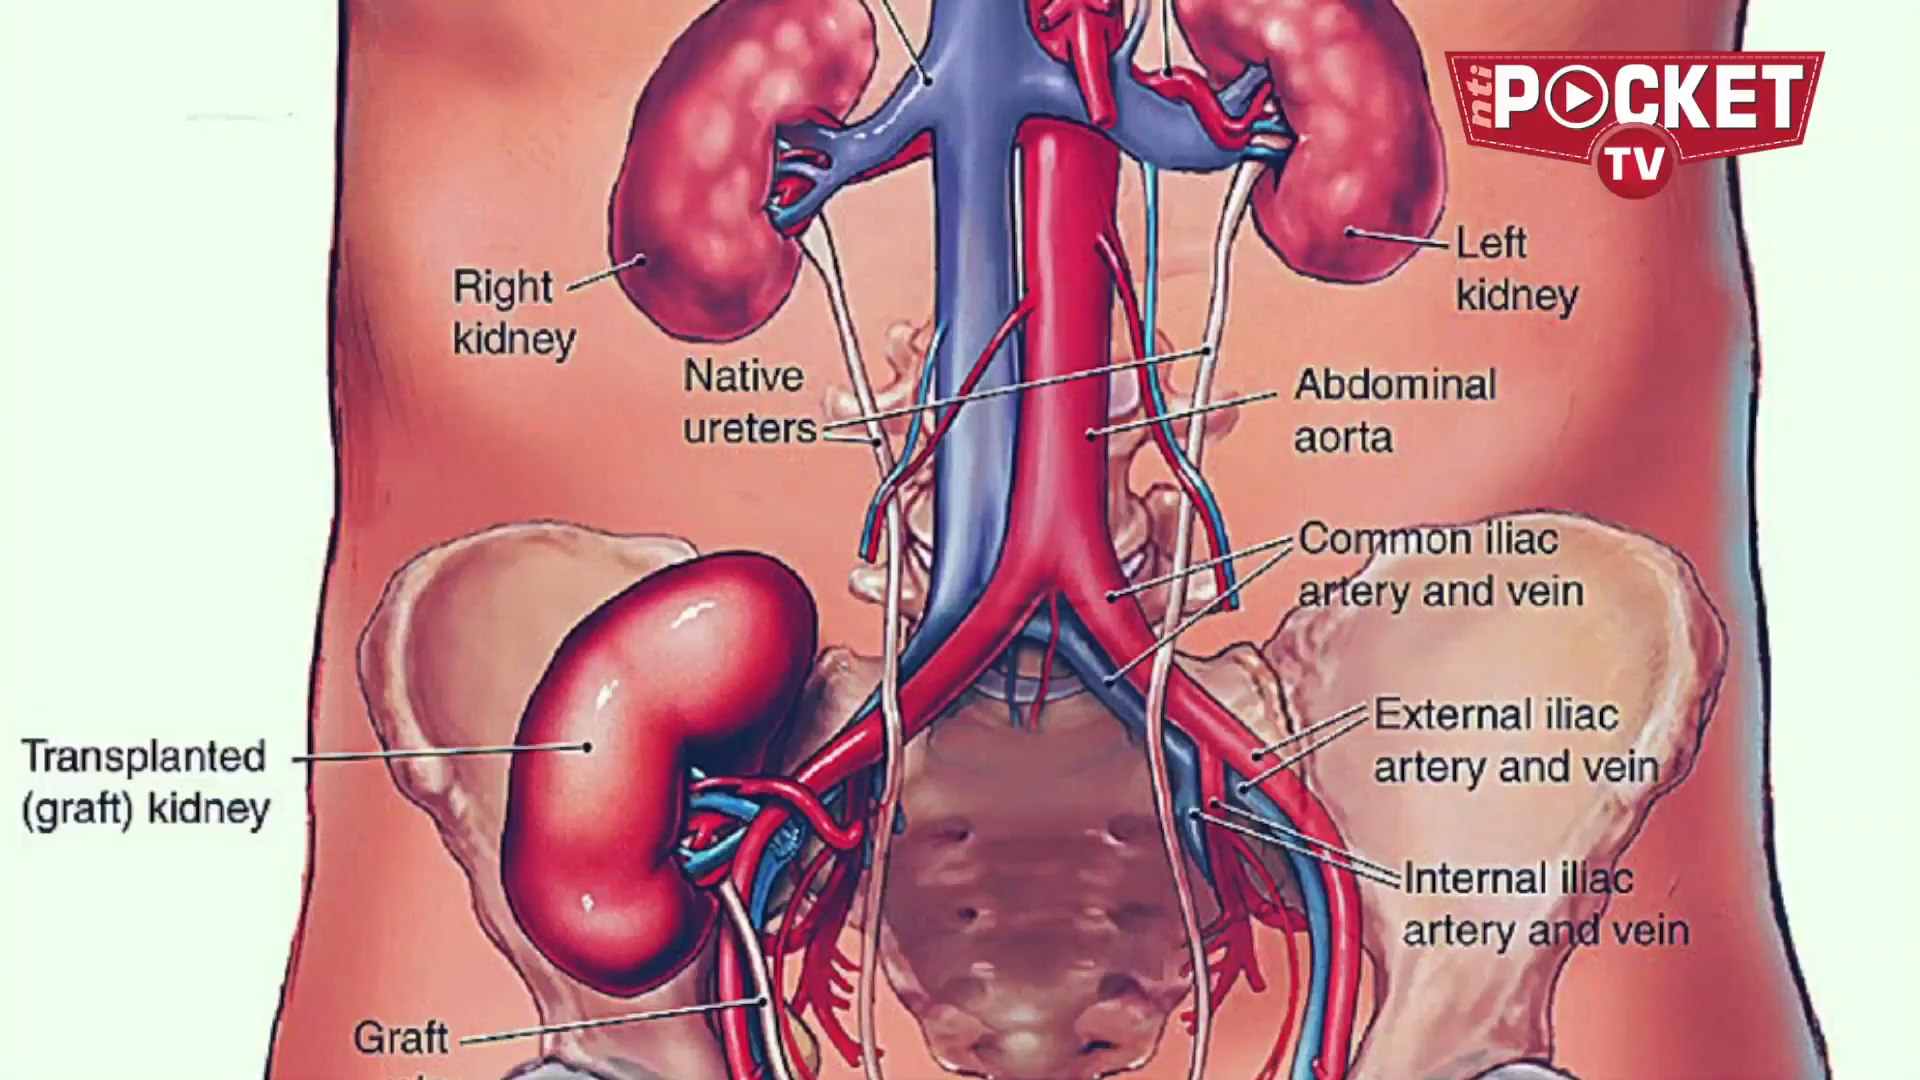 nti POCKET
TV
Right
kidney
Left
kidney
Native
ureters
Abdominal
aorta
Common iliac
artery and vein
Transplanted
(graft) kidney
External iliac
artery and vein
Internal iliac
artery and vein
Graft